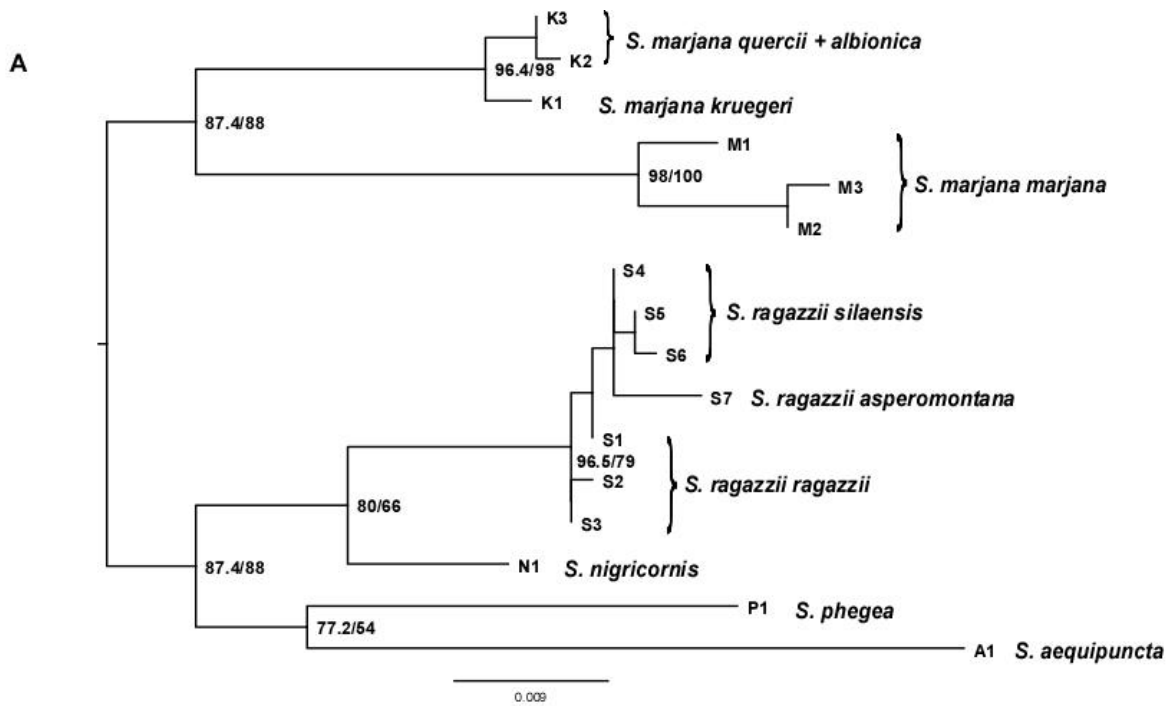 A
K3
S. marjana quercii + albionica
K2
96.4/98
K1
S. marjana kruegeri
87.4/88
M1
98/100
M3
S. marjana marjana
M2
S4
S5
S. ragazzii silaensis
S6
S7
S. ragazzii asperomontana
S1
96.5/79
S2
S. ragazzii ragazzii
80/66
S3
N1
S. nigricornis
87.4/88
P1
S. phegea
77.2/54
A1
S. aequipuncta
0.009